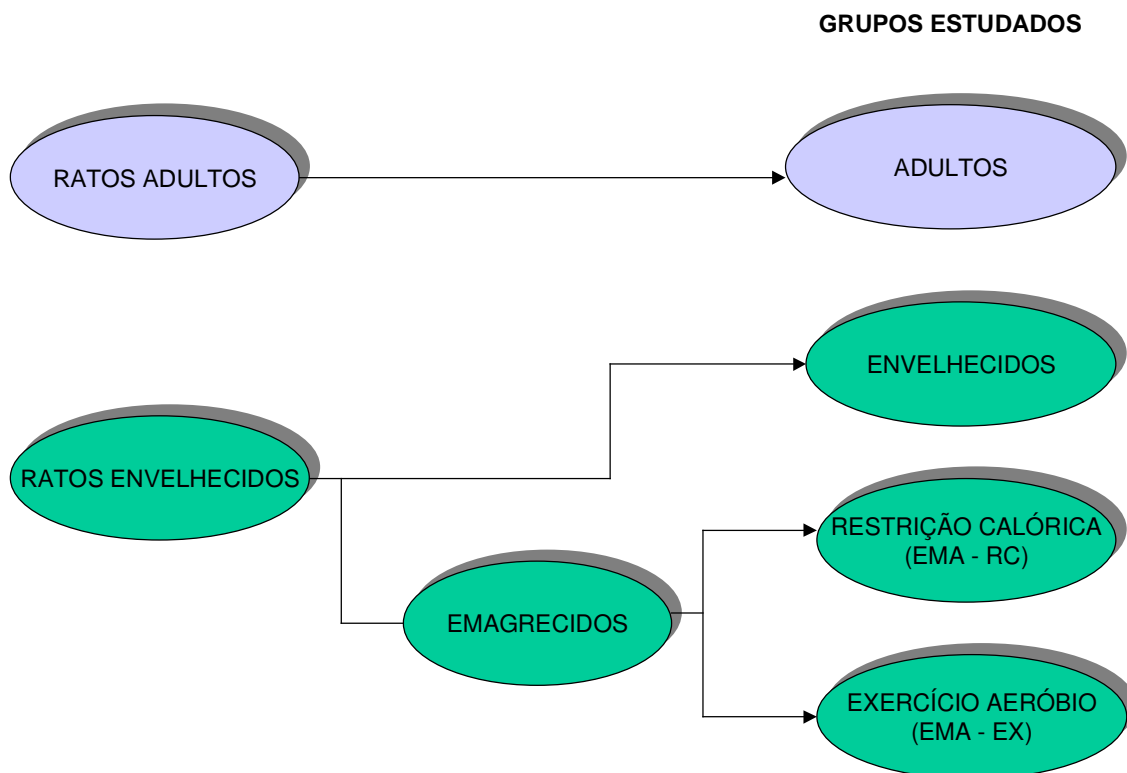 GRUPOS ESTUDADOS
RATOS ADULTOS
ADULTOS
ENVELHECIDOS
RATOS ENVELHECIDOS
RESTRIÇÃO CALÓRICA
(EMA - RC)
EMAGRECIDOS
EXERCÍCIO AERÓBIO
(EMA - EX)